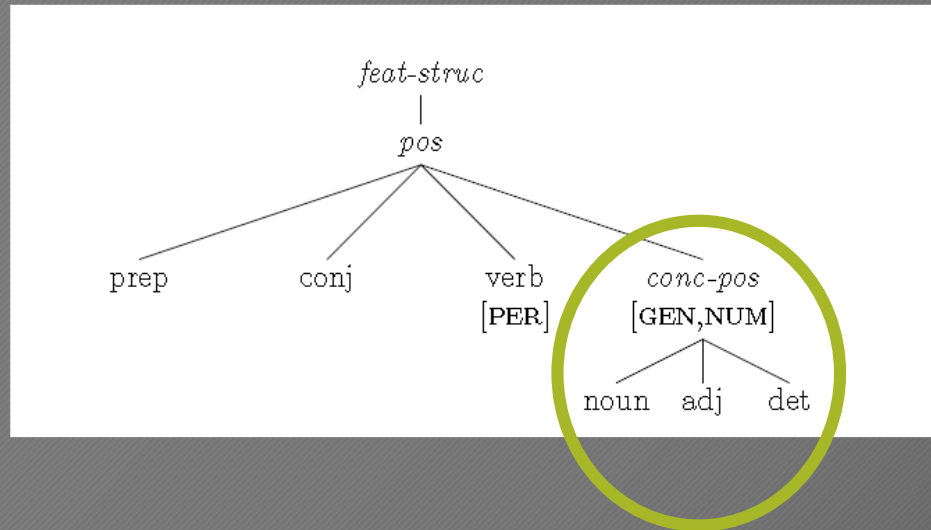 feat-struc
pos
prep conj verb conc-pos
[PER] [GEN,NUM]
noun adj det